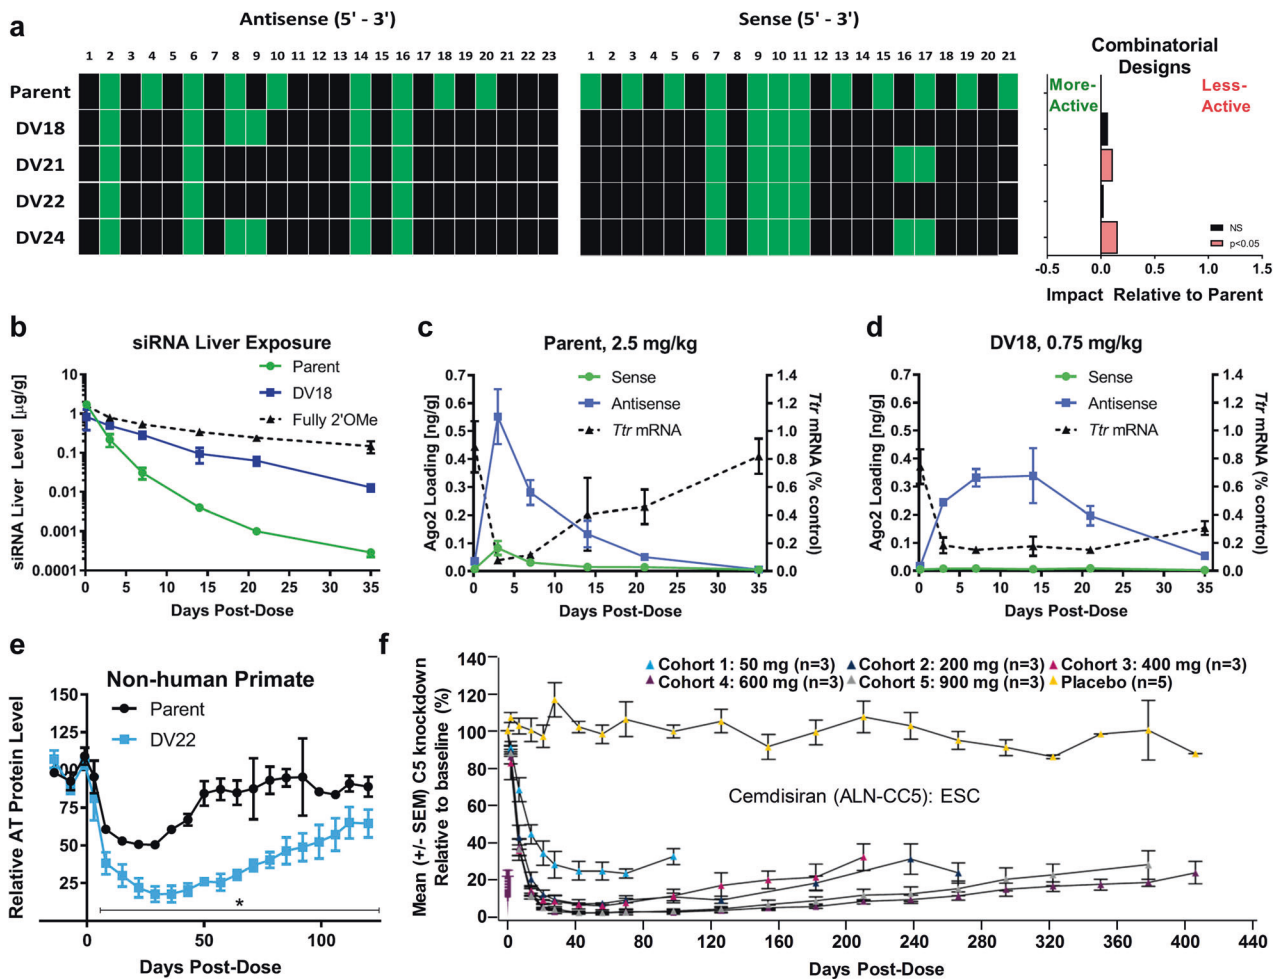 a
Antisense (5' - 3')
Sense (5' - 3')
1 2 3 4 5 6 7 8 9 10 11 12 13 14 15 16 17 18 19 20 21 22 23
1 2 3 4 5 6 7 8 9 10 11 12 13 14 15 16 17 18 19 20 21
Parent
DV18
DV21
DV22
DV24
Combinatorial
Designs
More-
Active
Less-
Active
NS
p<0.05
-0.5 0.0 0.5 1.0 1.5
Impact Relative to Parent
b
siRNA Liver Exposure
Parent
DV18
Fully 2'OMe
siRNA Liver Level [µg/g]
10
1
0.1
0.01
0.001
0.0001
0 5 10 15 20 25 30 35
Days Post-Dose
c
Parent, 2.5 mg/kg
Sense
Antisense
Ttr mRNA
Ago2 Loading [ng/g]
0.7
0.6
0.5
0.4
0.3
0.2
0.1
0.0
Ttr mRNA (% control)
1.4
1.2
1.0
0.8
0.6
0.4
0.2
0.0
0 5 10 15 20 25 30 35
Days Post-Dose
d
DV18, 0.75 mg/kg
Sense
Antisense
Ttr mRNA
Ago2 Loading [ng/g]
0.7
0.6
0.5
0.4
0.3
0.2
0.1
0.0
Ttr mRNA (% control)
1.4
1.2
1.0
0.8
0.6
0.4
0.2
0.0
0 5 10 15 20 25 30 35
Days Post-Dose
e
Non-human Primate
Parent
DV22
Relative AT Protein Level
150
125
100
75
50
25
*
0 50 100
Days Post-Dose
f
Cohort 1: 50 mg (n=3) Cohort 2: 200 mg (n=3) Cohort 3: 400 mg (n=3)
Cohort 4: 600 mg (n=3) Cohort 5: 900 mg (n=3) Placebo (n=5)
Mean (+/- SEM) C5 knockdown
Relative to baseline (%)
140
120
100
80
60
40
20
0
Cemdisiran (ALN-CC5): ESC
0 40 80 120 160 200 240 280 320 360 400 440
Days Post-Dose